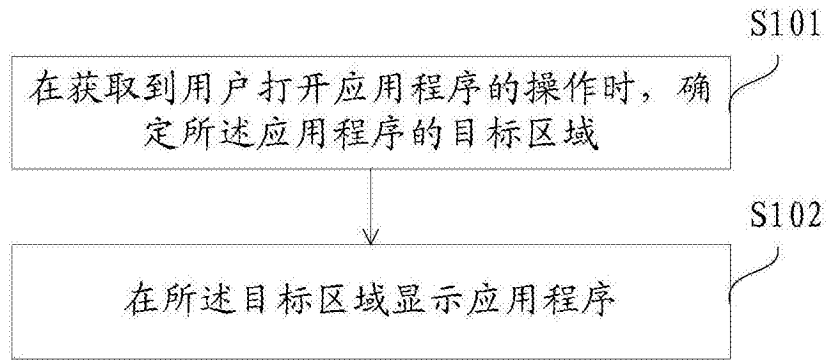 S101
在获取到用户打开应用程序的操作时，确
定所述应用程序的目标区域
S102
在所述目标区域显示应用程序